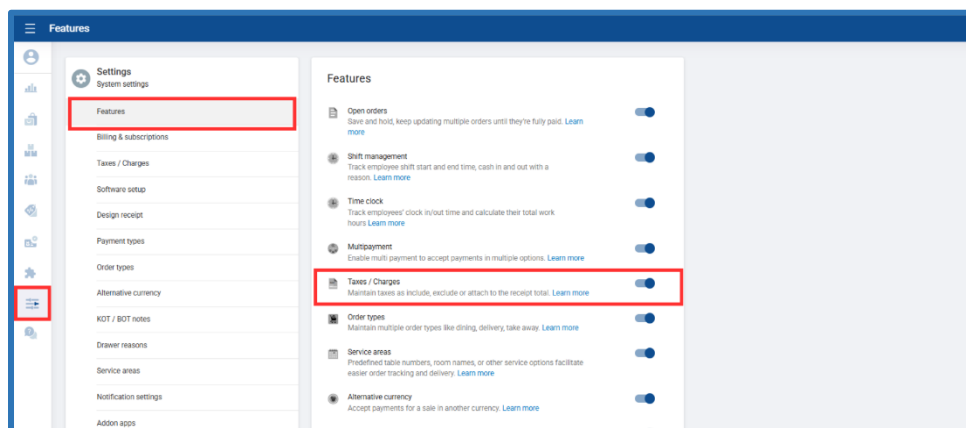 Features
Settings
System settings
Features
Billing & subscriptions
Taxes / Charges
Software setup
Design receipt
Payment types
Order types
Alternative currency
KOT / BOT notes
Drawer reasons
Service areas
Notification settings
Addon apps
Features
Open orders
Save and hold, keep updating multiple orders until they're fully paid. Learn
more
Shift management
Track employee shift start and end time, cash in and out with a
reason. Learn more
Time clock
Track employees' clock in/out time and calculate their total work
hours Learn more
Multipayment
Enable multi payment to accept payments in multiple options. Learn more
Taxes / Charges
Maintain taxes as include, exclude or attach to the receipt total. Learn more
Order types
Maintain multiple order types like dining, delivery, take away. Learn more
Service areas
Predefined table numbers, room names, or other service options facilitate
easier order tracking and delivery. Learn more
Alternative currency
Accept payments for a sale in another currency. Learn more